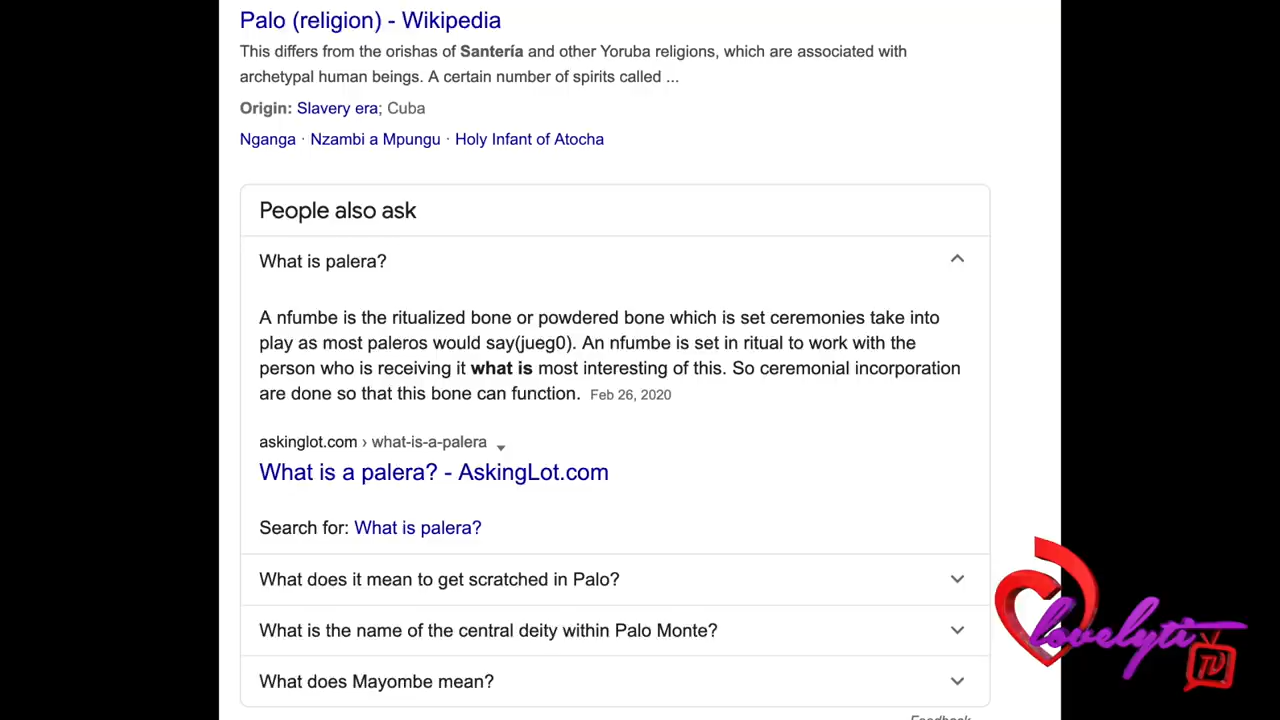 Palo (religion) - Wikipedia
This differs from the orishas of Santería and other Yoruba religions, which are associated with
archetypal human beings. A certain number of spirits called ...
Origin: Slavery era; Cuba
Nganga · Nzambi a Mpungu · Holy Infant of Atocha
People also ask
What is palera?
A nfumbe is the ritualized bone or powdered bone which is set ceremonies take into
play as most paleros would say(jueg0). An nfumbe is set in ritual to work with the
person who is receiving it what is most interesting of this. So ceremonial incorporation
are done so that this bone can function. Feb 26, 2020
askinglot.com › what-is-a-palera
What is a palera? - AskingLot.com
Search for: What is palera?
What does it mean to get scratched in Palo?
What is the name of the central deity within Palo Monte?
What does Mayombe mean?
Feedback
lovelyti
TV